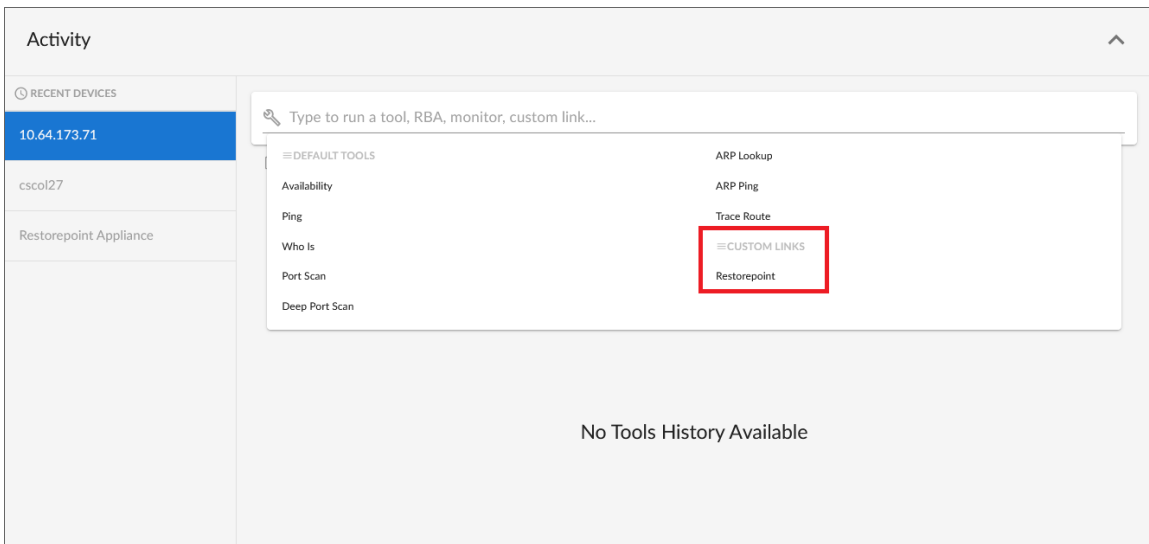 Activity
RECENT DEVICES
10.64.173.71
cscol27
Restorepoint Appliance
Type to run a tool, RBA, monitor, custom link...
DEFAULT TOOLS
Availability
Ping
Who Is
Port Scan
Deep Port Scan
ARP Lookup
ARP Ping
Trace Route
CUSTOM LINKS
Restorepoint
No Tools History Available